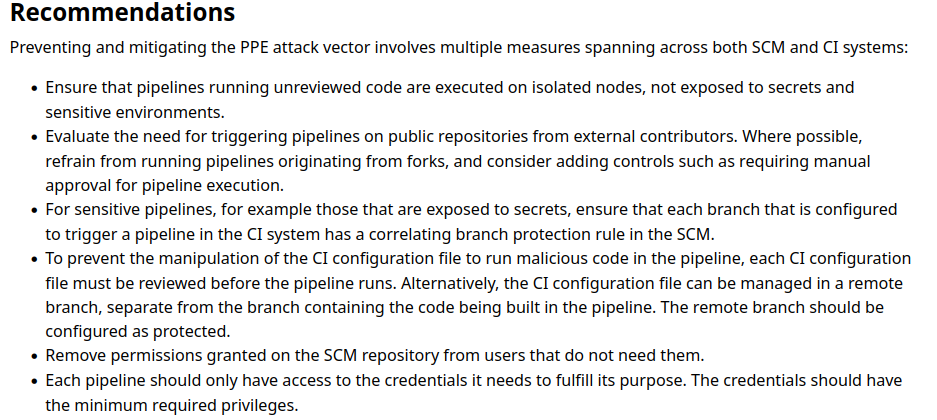 Recommendations
Preventing and mitigating the PPE attack vector involves multiple measures spanning across both SCM and CI systems:
• Ensure that pipelines running unreviewed code are executed on isolated nodes, not exposed to secrets and
sensitive environments.
• Evaluate the need for triggering pipelines on public repositories from external contributors. Where possible,
refrain from running pipelines originating from forks, and consider adding controls such as requiring manual
approval for pipeline execution.
• For sensitive pipelines, for example those that are exposed to secrets, ensure that each branch that is configured
to trigger a pipeline in the CI system has a correlating branch protection rule in the SCM.
• To prevent the manipulation of the CI configuration file to run malicious code in the pipeline, each CI configuration
file must be reviewed before the pipeline runs. Alternatively, the CI configuration file can be managed in a remote
branch, separate from the branch containing the code being built in the pipeline. The remote branch should be
configured as protected.
• Remove permissions granted on the SCM repository from users that do not need them.
• Each pipeline should only have access to the credentials it needs to fulfill its purpose. The credentials should have
the minimum required privileges.